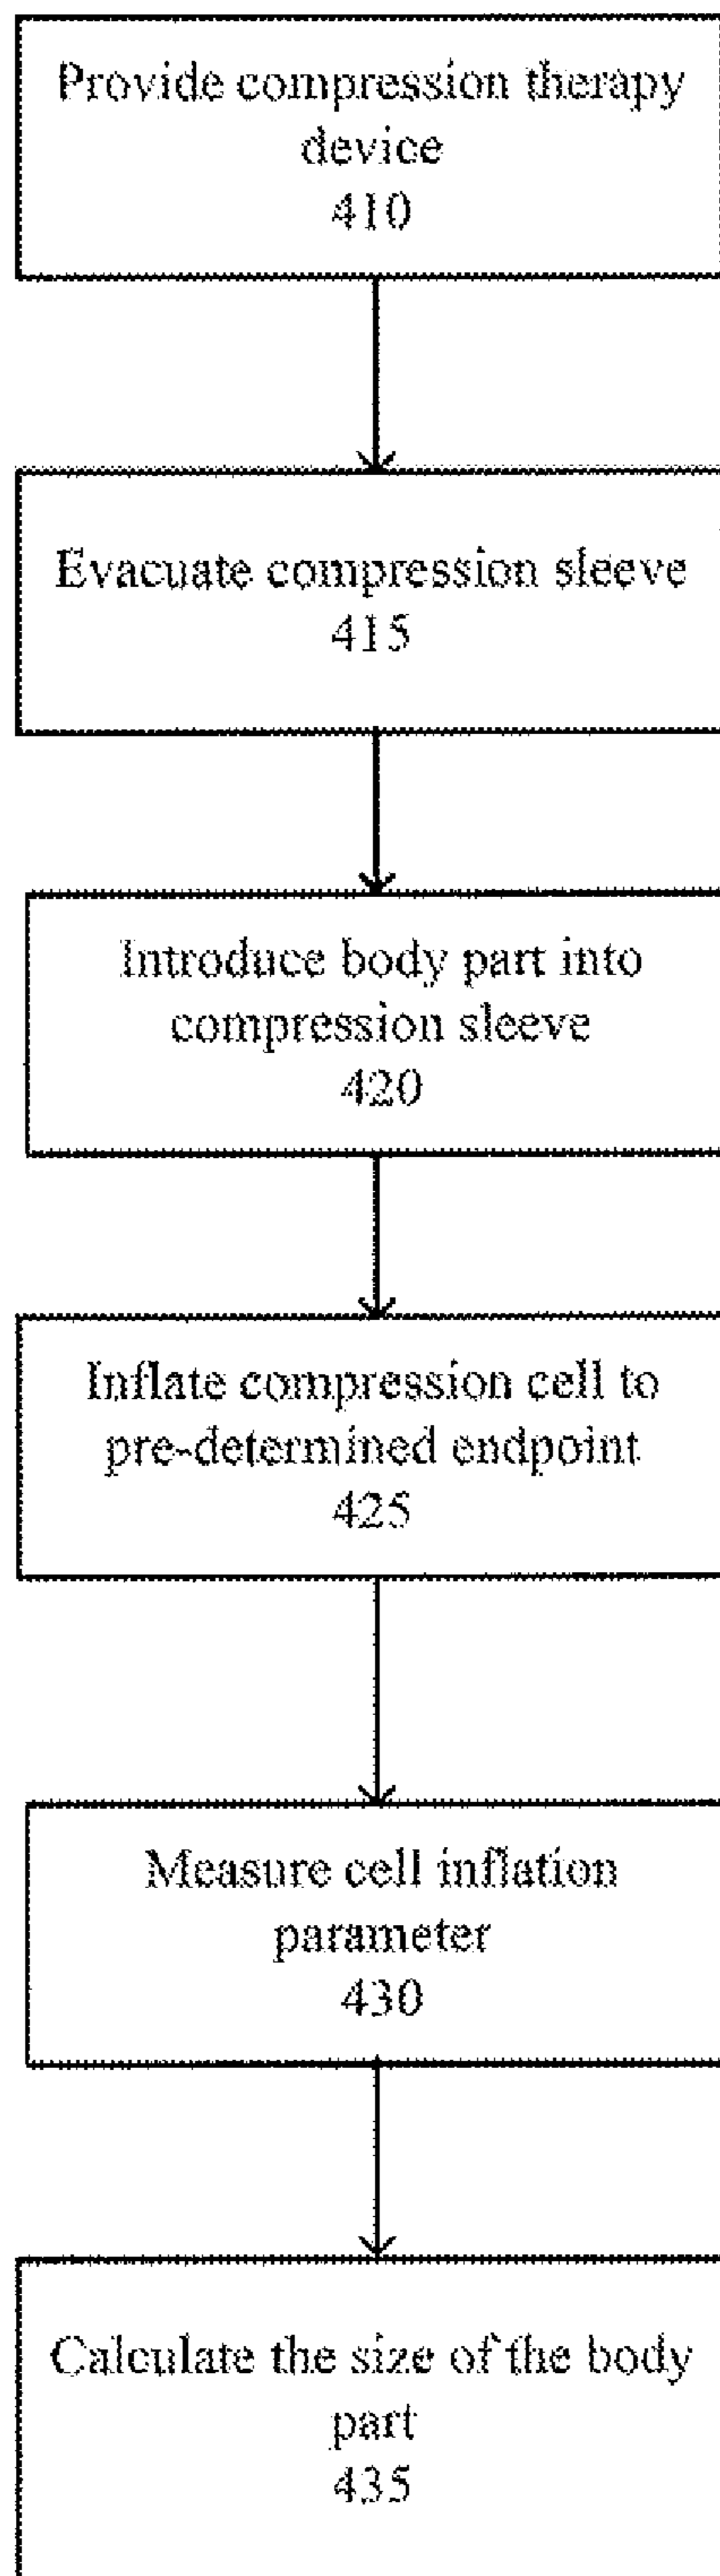 Provide compression therapy
device
410
Evacuate compression sleeve
415
Introduce body part into
compression sleeve
420
Inflate compression cell to
pre-determined endpoint
425
Measure cell inflation
parameter
430
Calculate the size of the body
part
435